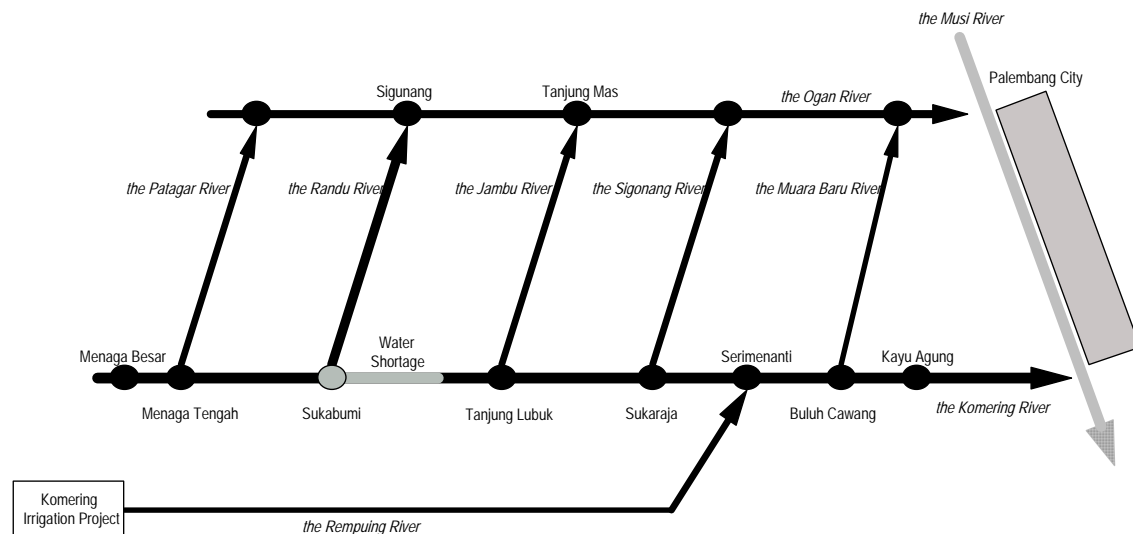 the Musi River
Palembang City
Sigunang
Tanjung Mas
the Ogan River
the Patagar River
the Randu River
the Jambu River
the Sigonang River
the Muara Baru River
Water
Shortage
Menaga Besar
Serimenanti
Kayu Agung
Menaga Tengah
Sukabumi
Tanjung Lubuk
Sukaraja
Buluh Cawang
the Komering River
Komering
Irrigation Project
the Rempuing River